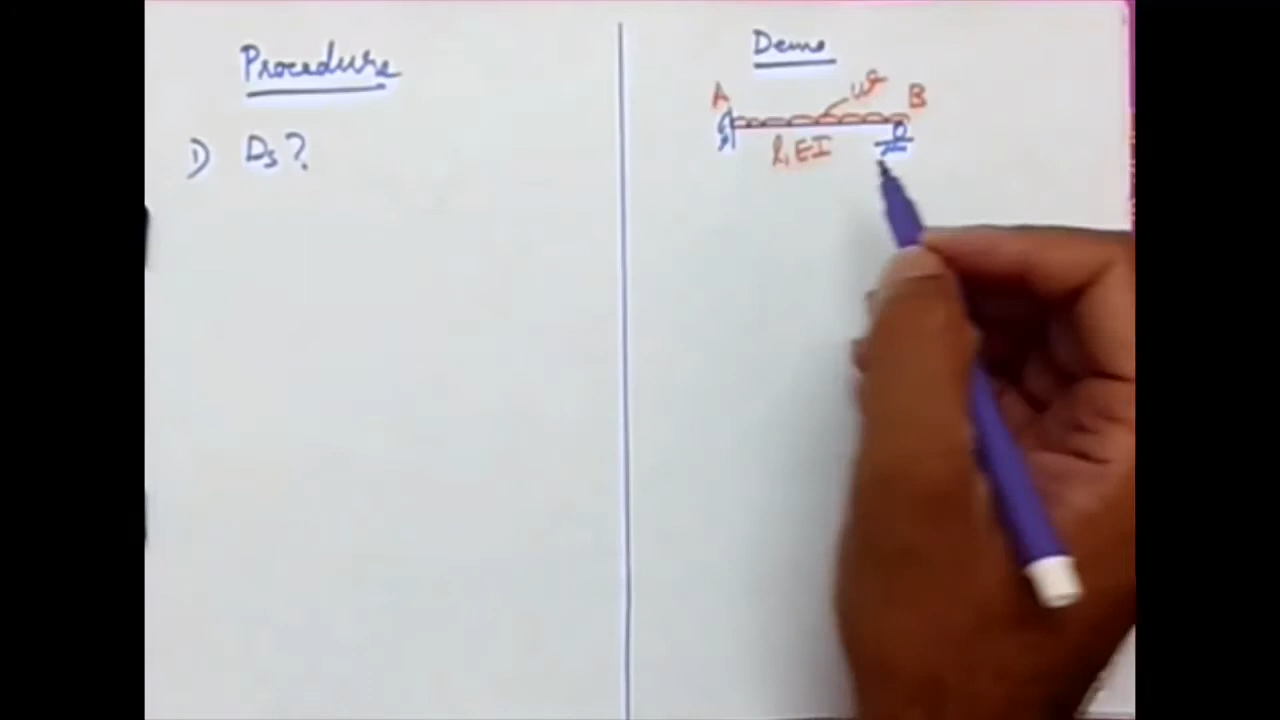 Procedure
1) Ds?
Demo
A w B
l, EI